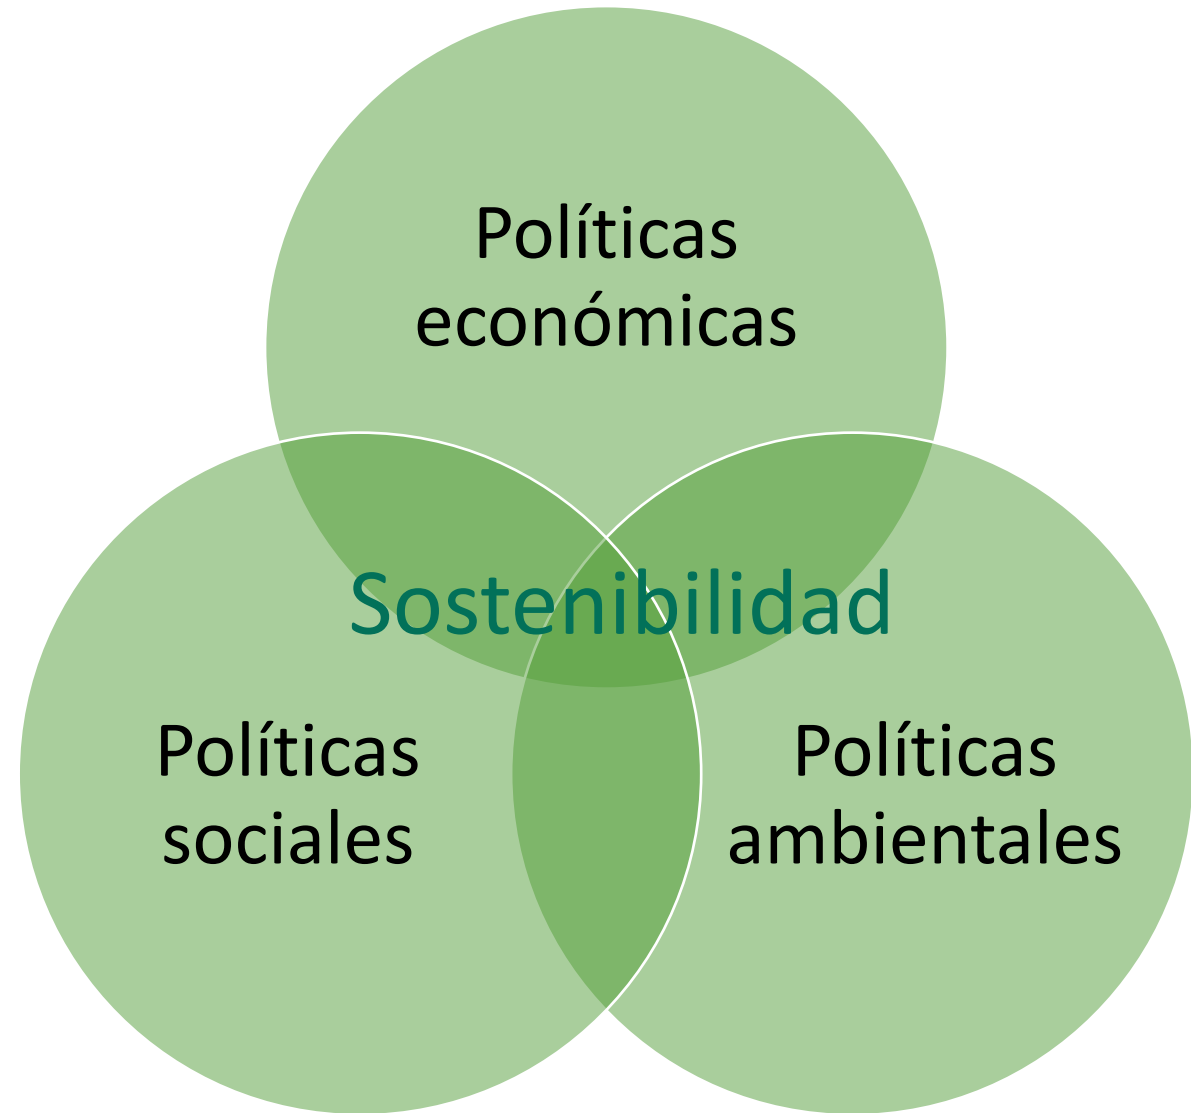 Políticas
económicas
Sostenibilidad
Políticas
sociales
Políticas
ambientales